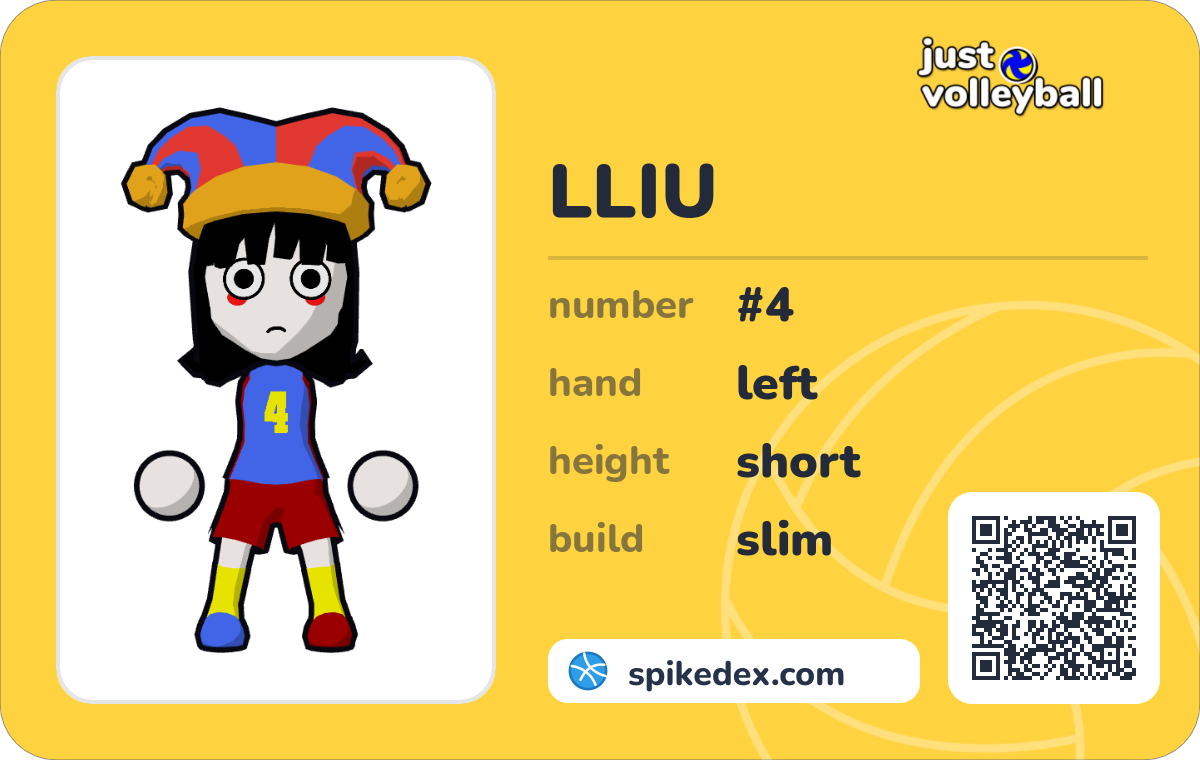 just
volleyball
LLIU
number #4
hand left
height short
build slim
4
spikedex.com